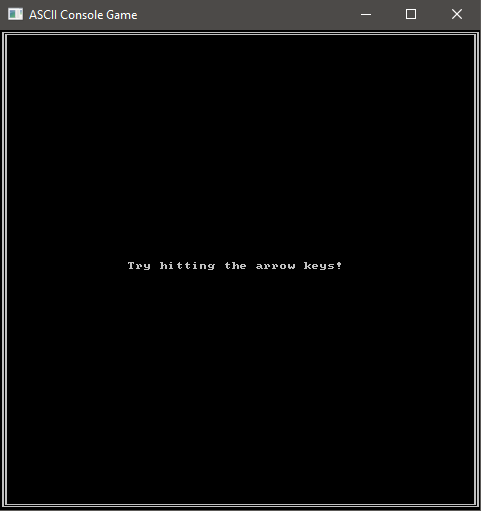 ASCII Console Game
Try hitting the arrow keys!